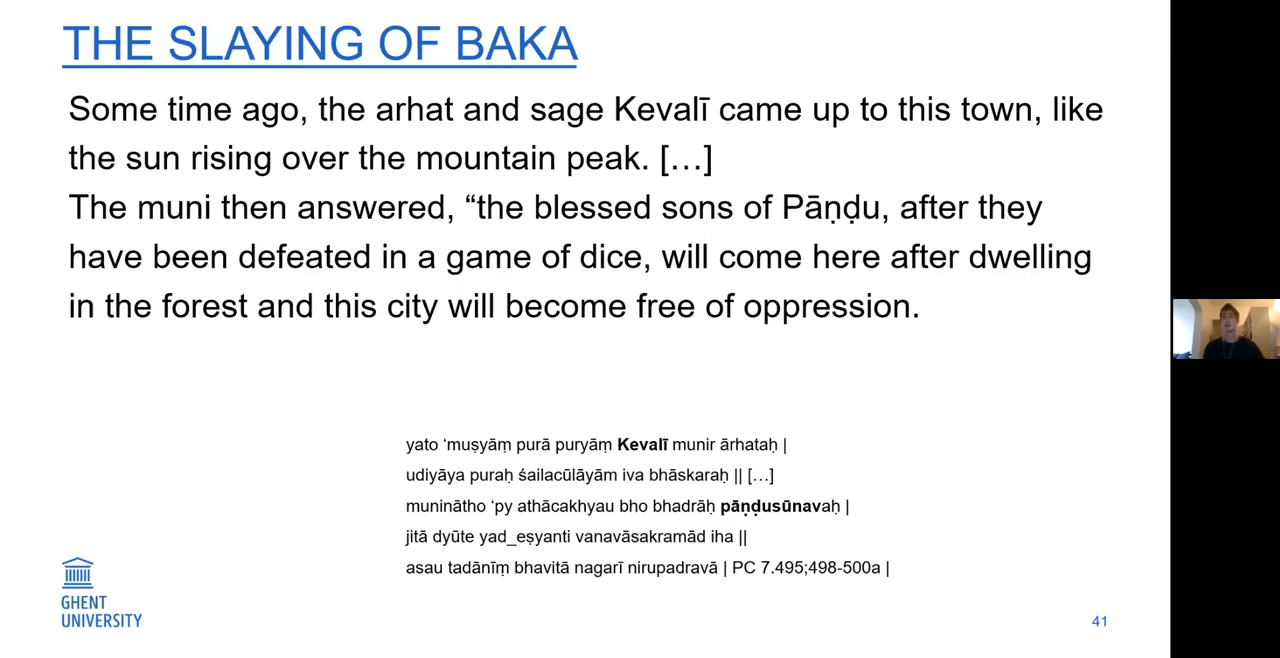 THE SLAYING OF BAKA
Some time ago, the arhat and sage Kevalī came up to this town, like
the sun rising over the mountain peak. […]
The muni then answered, “the blessed sons of Pāṇḍu, after they
have been defeated in a game of dice, will come here after dwelling
in the forest and this city will become free of oppression.
yato ‘muṣyāṃ purā puryāṃ Kevalī munir ārhataḥ |
udiyāya puraḥ śailacūlāyām iva bhāskaraḥ || […]
muninātho ‘py athācakhyau bho bhadrāḥ pāṇḍusūnavaḥ |
jitā dyūte yad_eṣyanti vanavāsakramād iha ||
asau tadānīṃ bhavitā nagarī nirupadravā | PC 7.495;498-500a |
GHENT
UNIVERSITY
41